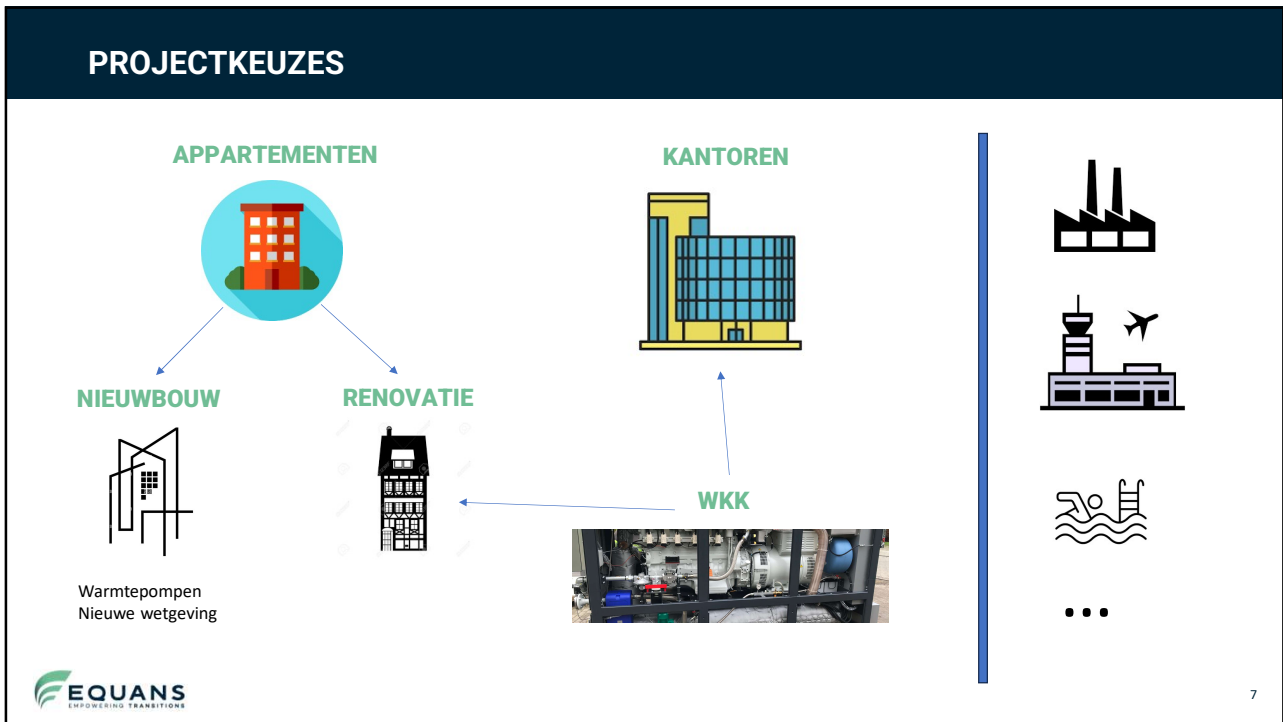 PROJECTKEUZES
APPARTEMENTEN
KANTOREN
NIEUWBOUW
RENOVATIE
WKK
Warmtepompen
Nieuwe wetgeving
...
EQUANS
EMPOWERING TRANSITIONS
7